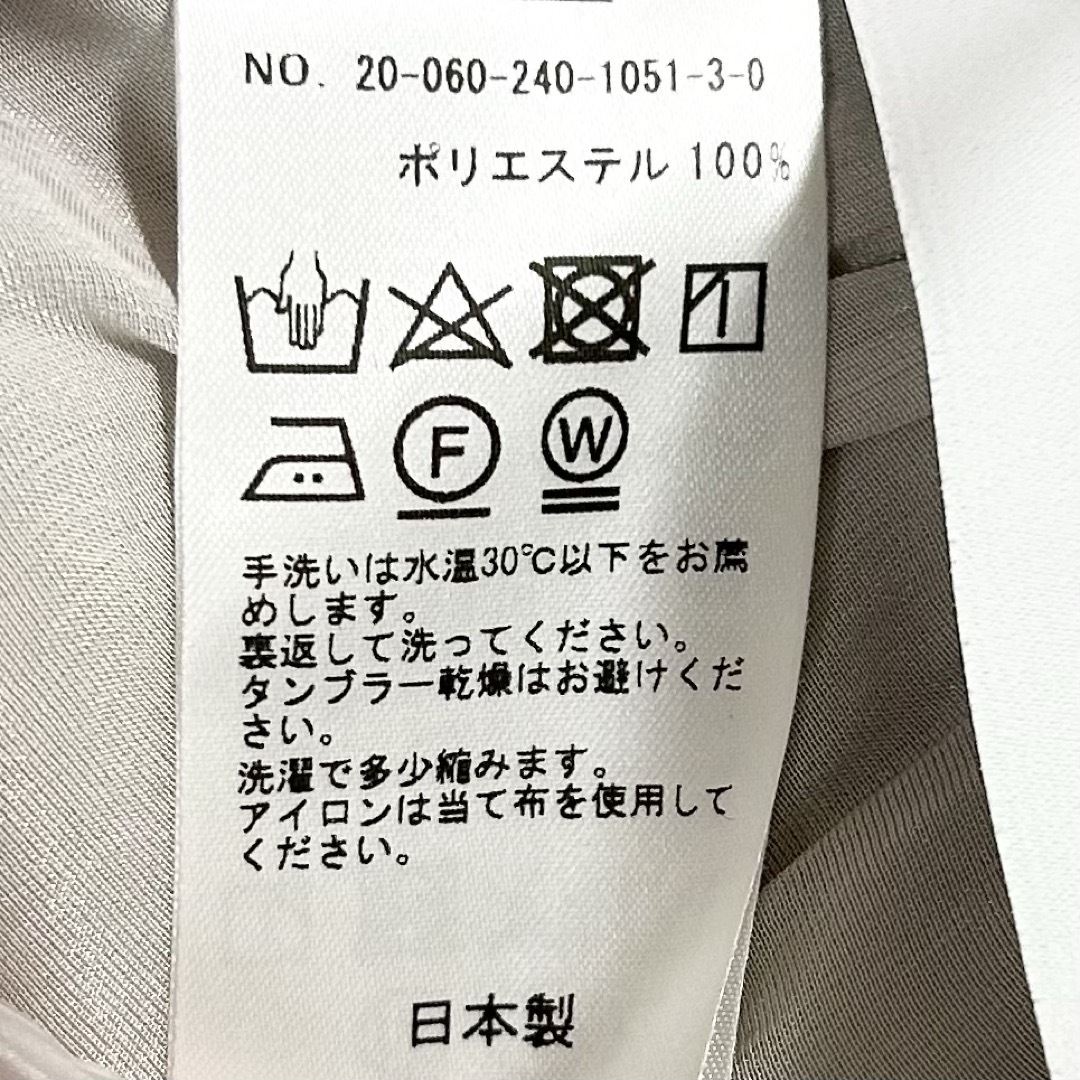 NO. 20-060-240-1051-3-0
ポリエステル 100%
F
W
手洗いは水温30℃以下をお薦
めします。
裏返して洗ってください。
タンブラー乾燥はお避けくだ
さい。
洗濯で多少縮みます。
アイロンは当て布を使用して
ください。
日本製